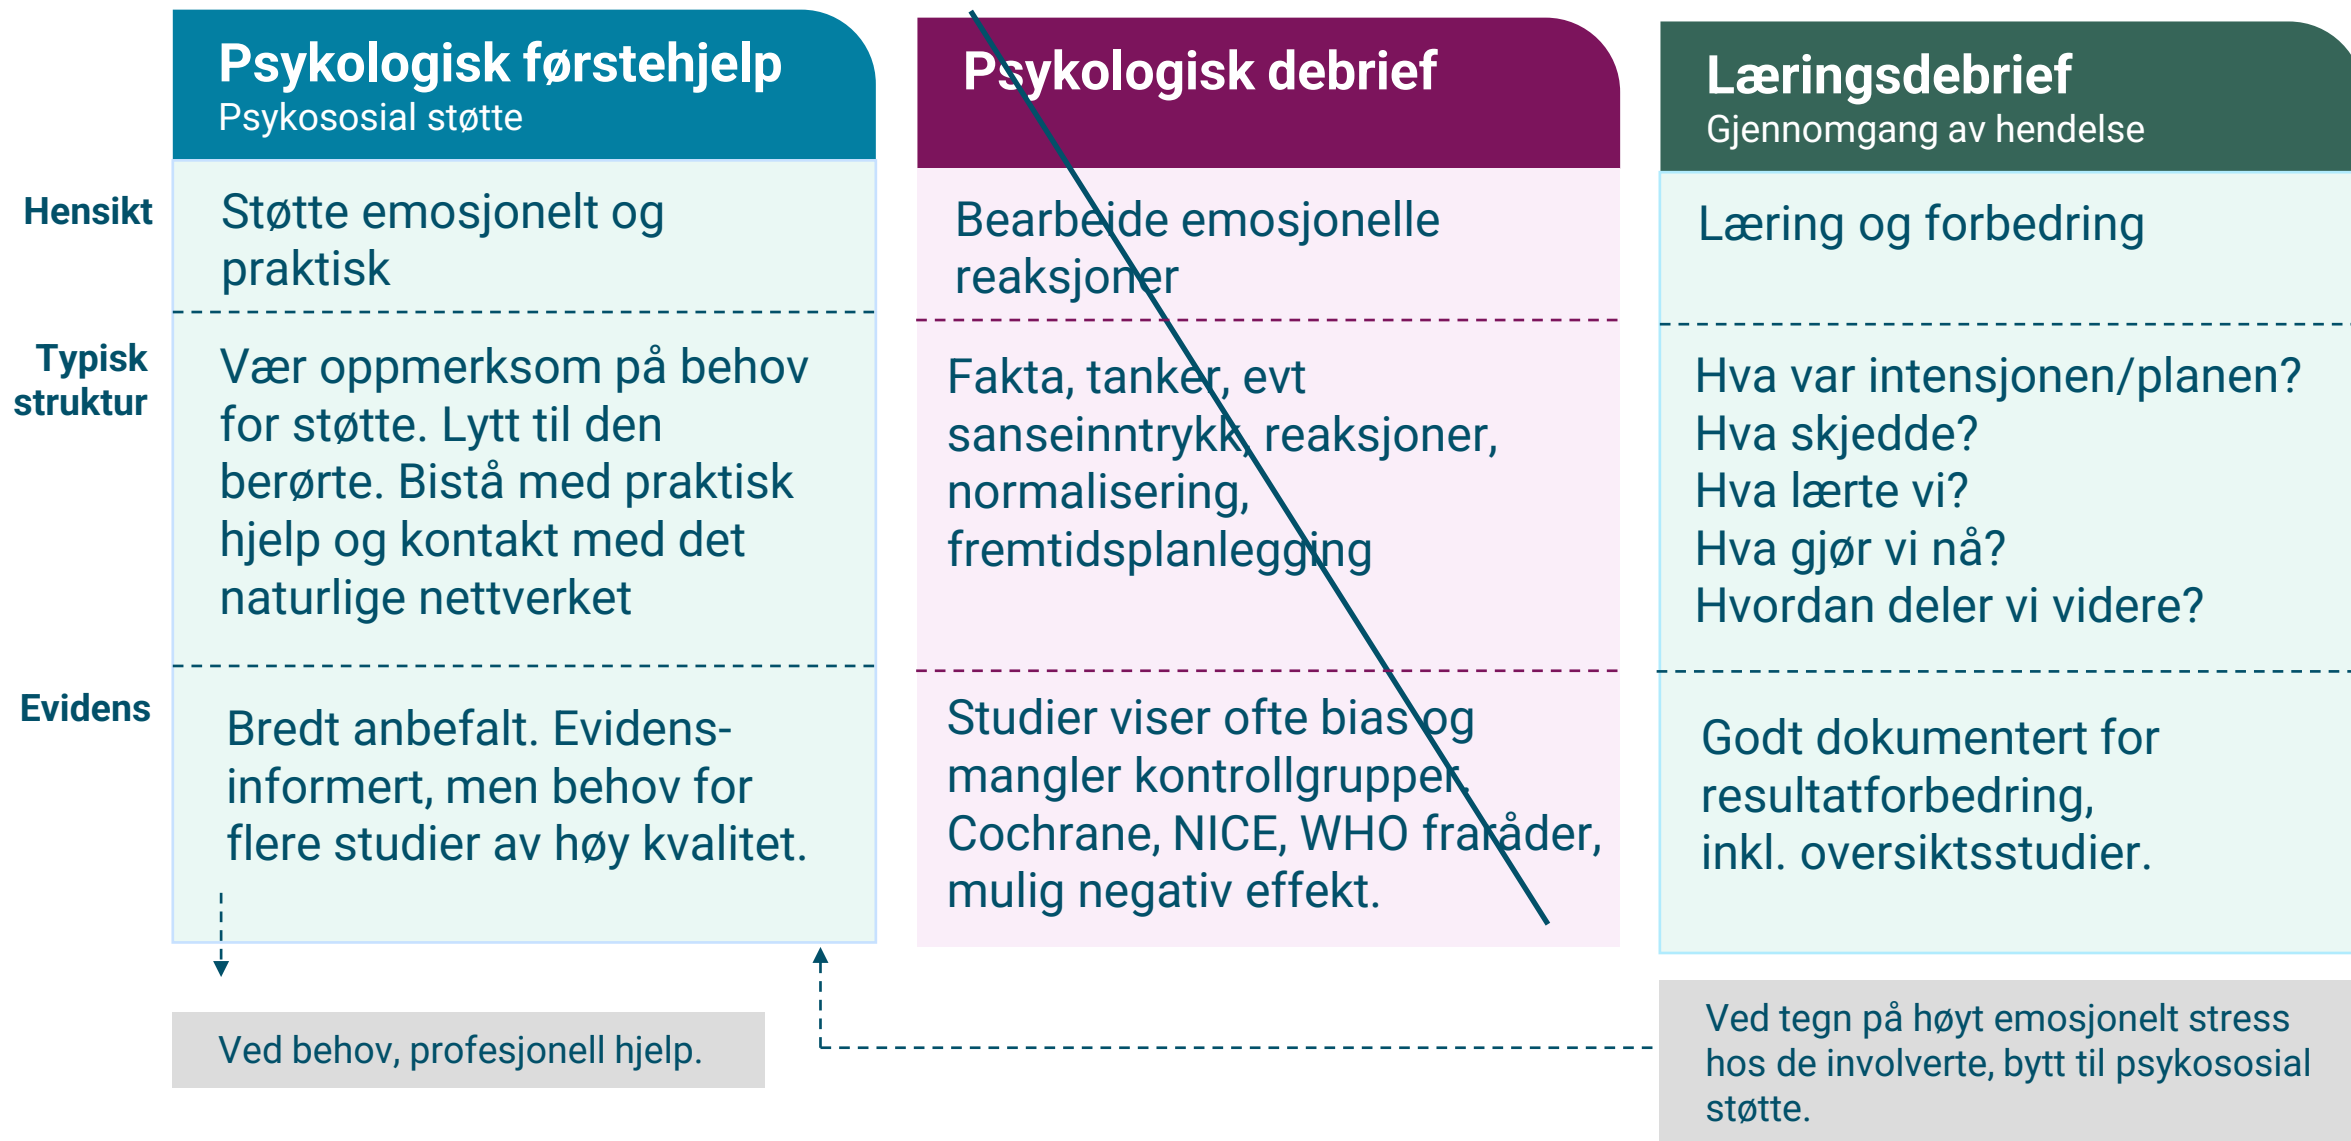 Psykologisk førstehjelp
Psykososial støtte
Psykologisk debrief
Læringsdebrief
Gjennomgang av hendelse
Hensikt
Støtte emosjonelt og
praktisk
Bearbeide emosjonelle
reaksjoner
Læring og forbedring
Typisk
struktur
Vær oppmerksom på behov
for støtte. Lytt til den
berørte. Bistå med praktisk
hjelp og kontakt med det
naturlige nettverket
Fakta, tanker, evt
sanseinntrykk, reaksjoner,
normalisering,
fremtidsplanlegging
Hva var intensjonen/planen?
Hva skjedde?
Hva lærte vi?
Hva gjør vi nå?
Hvordan deler vi videre?
Evidens
Bredt anbefalt. Evidens-
informert, men behov for
flere studier av høy kvalitet.
Studier viser ofte bias og
mangler kontrollgrupper.
Cochrane, NICE, WHO fraråder,
mulig negativ effekt.
Godt dokumentert for
resultatforbedring,
inkl. oversiktsstudier.
Ved behov, profesjonell hjelp.
Ved tegn på høyt emosjonelt stress
hos de involverte, bytt til psykososial
støtte.